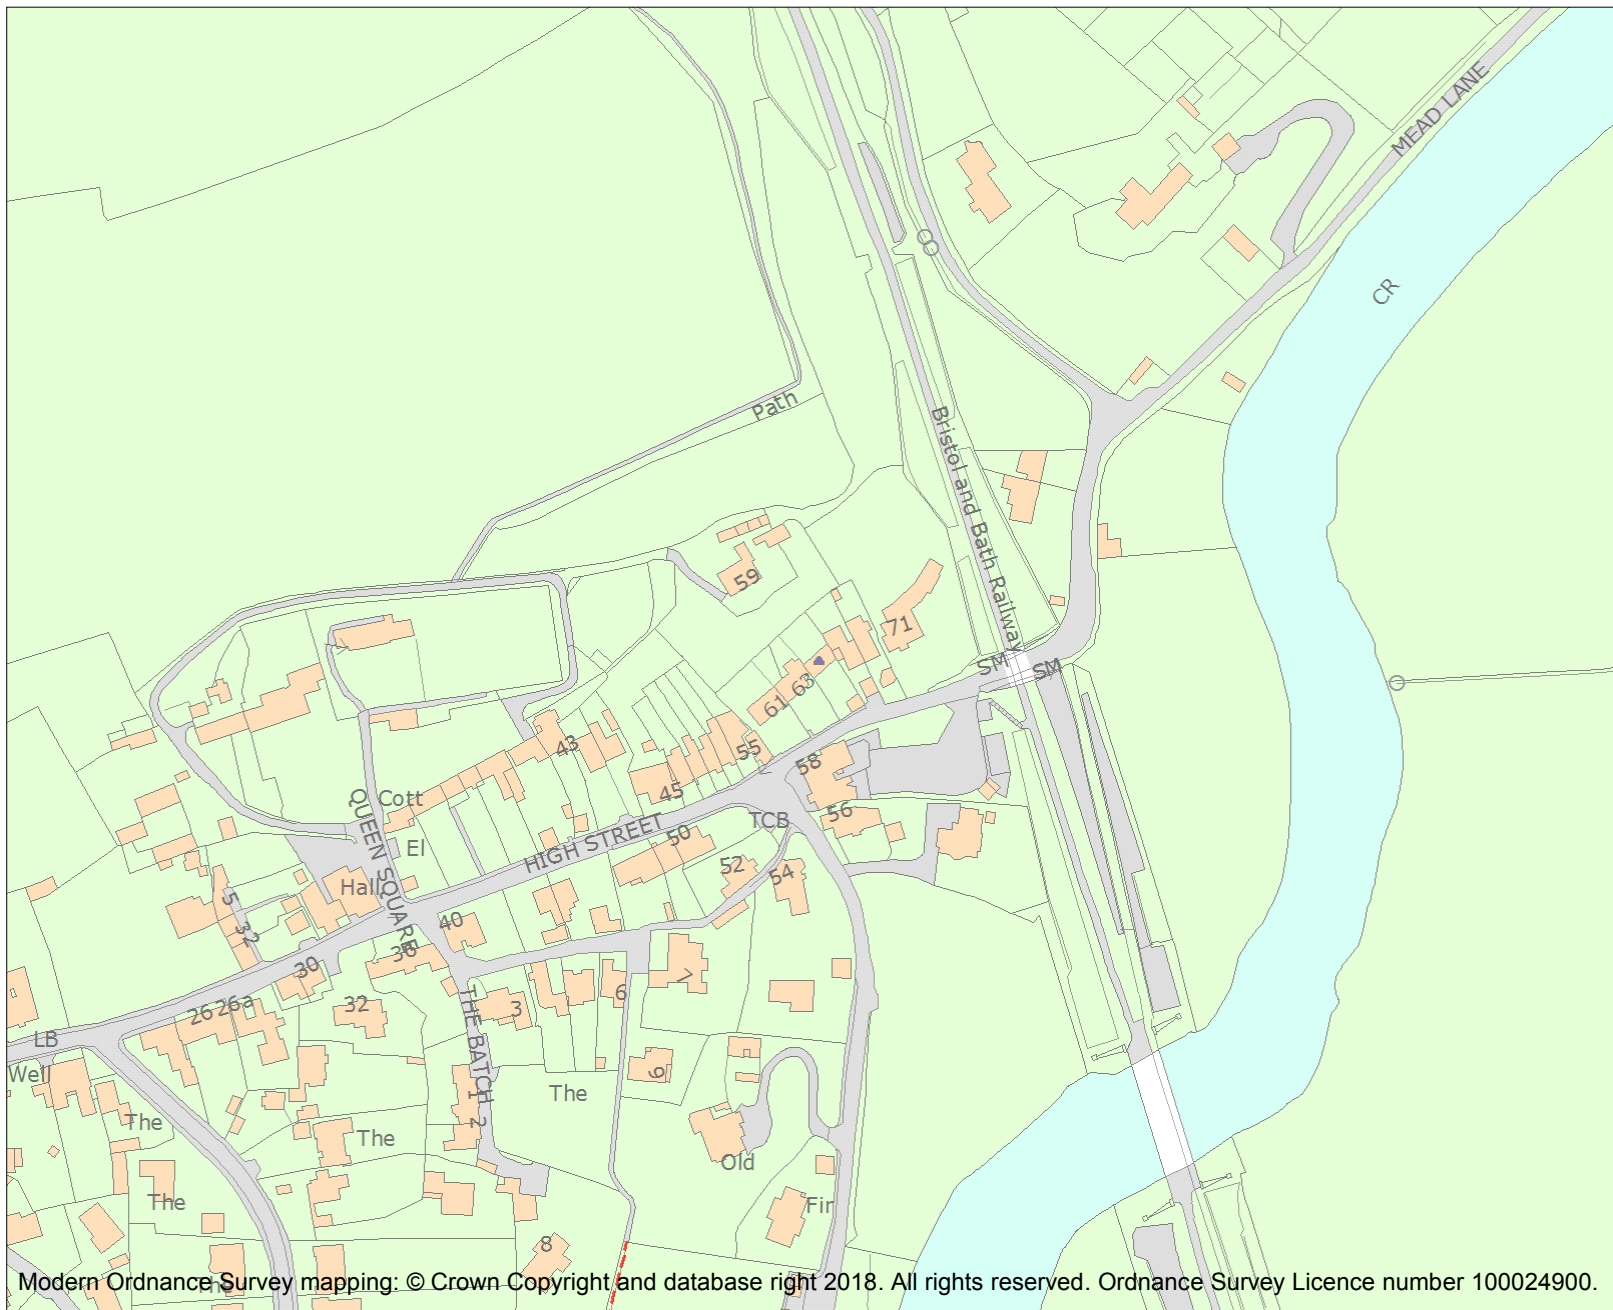 MEAD LANE
CR
Path
Bristol and Bath Railway
59
71
SM
SM
63
61
43
55
58
45
56
Cott
TCB
QUEEN SQUARE
HIGH STREET
50
El
52
54
Hall
5
32
40
36
30
7
6
26
26a
32
3
LB
THE BATCH
Well
9
The
1
2
The
The
Old
The
Fir
8
The
Modern Ordnance Survey mapping: © Crown Copyright and database right 2018. All rights reserved. Ordnance Survey Licence number 100024900.